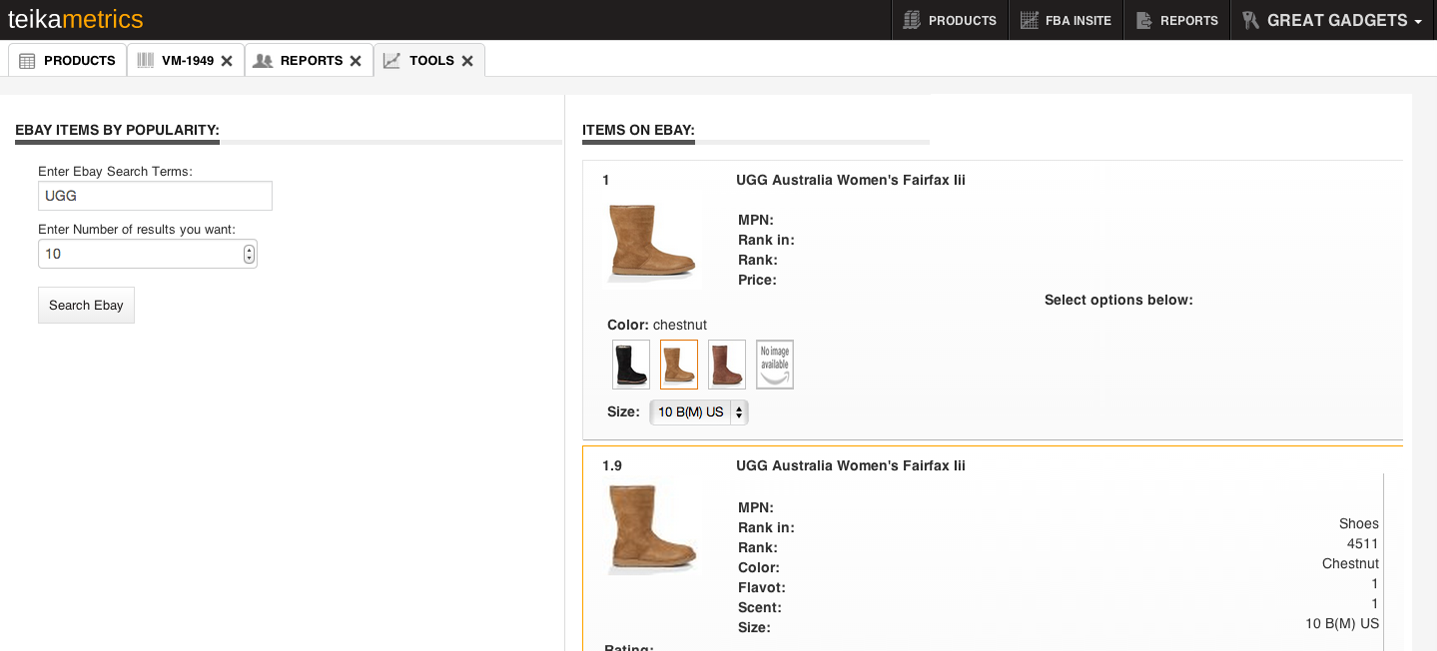 teikametrics
PRODUCTS
FBA INSITE
REPORTS
GREAT GADGETS
PRODUCTS
VM-1949
REPORTS
TOOLS
EBAY ITEMS BY POPULARITY:
Enter Ebay Search Terms:
UGG
Enter Number of results you want:
10
Search Ebay
ITEMS ON EBAY:
1 UGG Australia Women's Fairfax Iii
MPN:
Rank in:
Rank:
Price:
Select options below:
Color: chestnut
No image
available
Size: 10 B(M) US
1.9 UGG Australia Women's Fairfax Iii
MPN:
Rank in: Shoes
Rank: 4511
Color: Chestnut
Flavot: 1
Scent: 1
Size: 10 B(M) US
Rating: